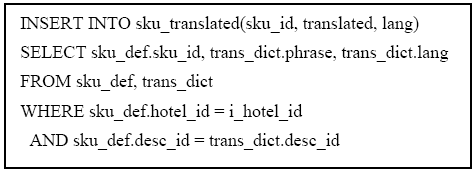 INSERT INTO sku_translated(sku_id, translated, lang)
SELECT sku_def.sku_id, trans_dict.phrase, trans_dict.lang
FROM sku_def, trans_dict
WHERE sku_def.hotel_id = i_hotel_id
AND sku_def.desc_id = trans_dict.desc_id